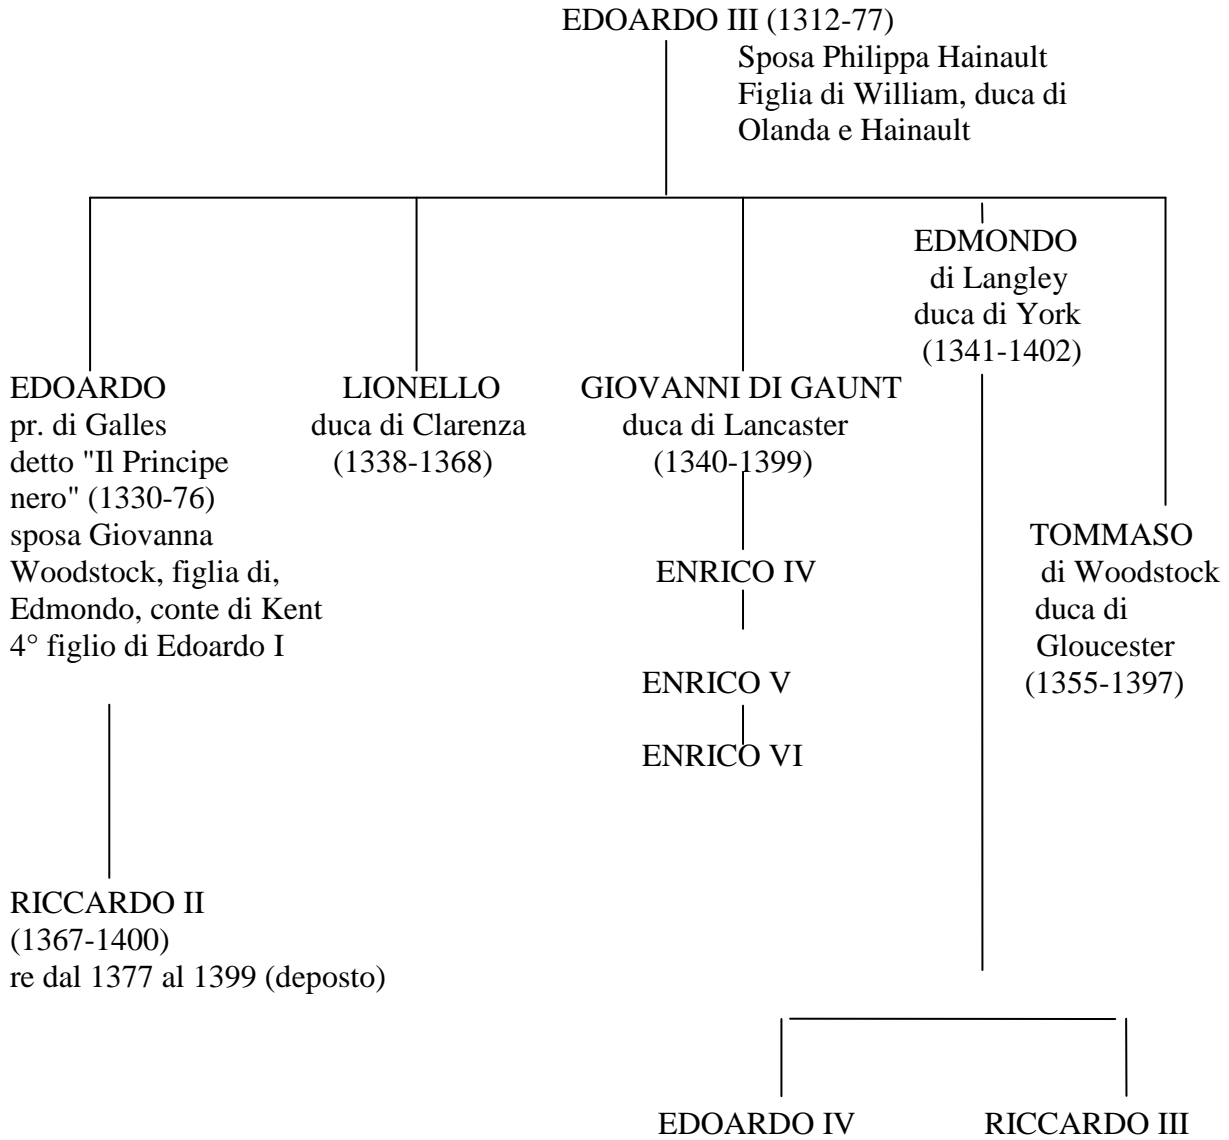 EDOARDO III (1312-77)
Sposa Philippa Hainault
Figlia di William, duca di
Olanda e Hainault
EDMONDO
di Langley
duca di York
(1341-1402)
EDOARDO
pr. di Galles
detto "Il Principe
nero" (1330-76)
sposa Giovanna
Woodstock, figlia di,
Edmondo, conte di Kent
4° figlio di Edoardo I
LIONELLO
duca di Clarenza
(1338-1368)
GIOVANNI DI GAUNT
duca di Lancaster
(1340-1399)
ENRICO IV
ENRICO V
ENRICO VI
TOMMASO
di Woodstock
duca di
Gloucester
(1355-1397)
RICCARDO II
(1367-1400)
re dal 1377 al 1399 (deposto)
EDOARDO IV
RICCARDO III